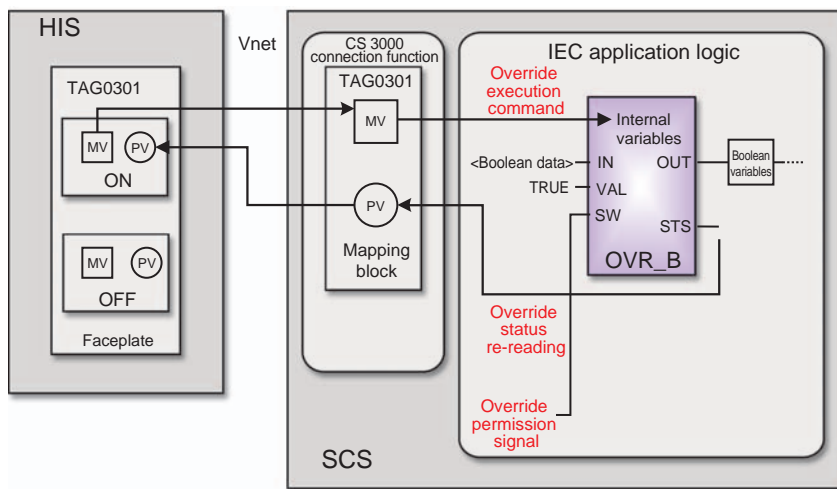 HIS
TAG0301
MV
PV
ON
MV
PV
OFF
Faceplate
Vnet
SCS
CS 3000
connection function
TAG0301
MV
PV
Mapping
block
IEC application logic
Override
execution
command
Internal
variables
<Boolean data>
IN
OUT
TRUE
VAL
SW
STS
OVR_B
Boolean
variables
Override
status
re-reading
Override
permission
signal